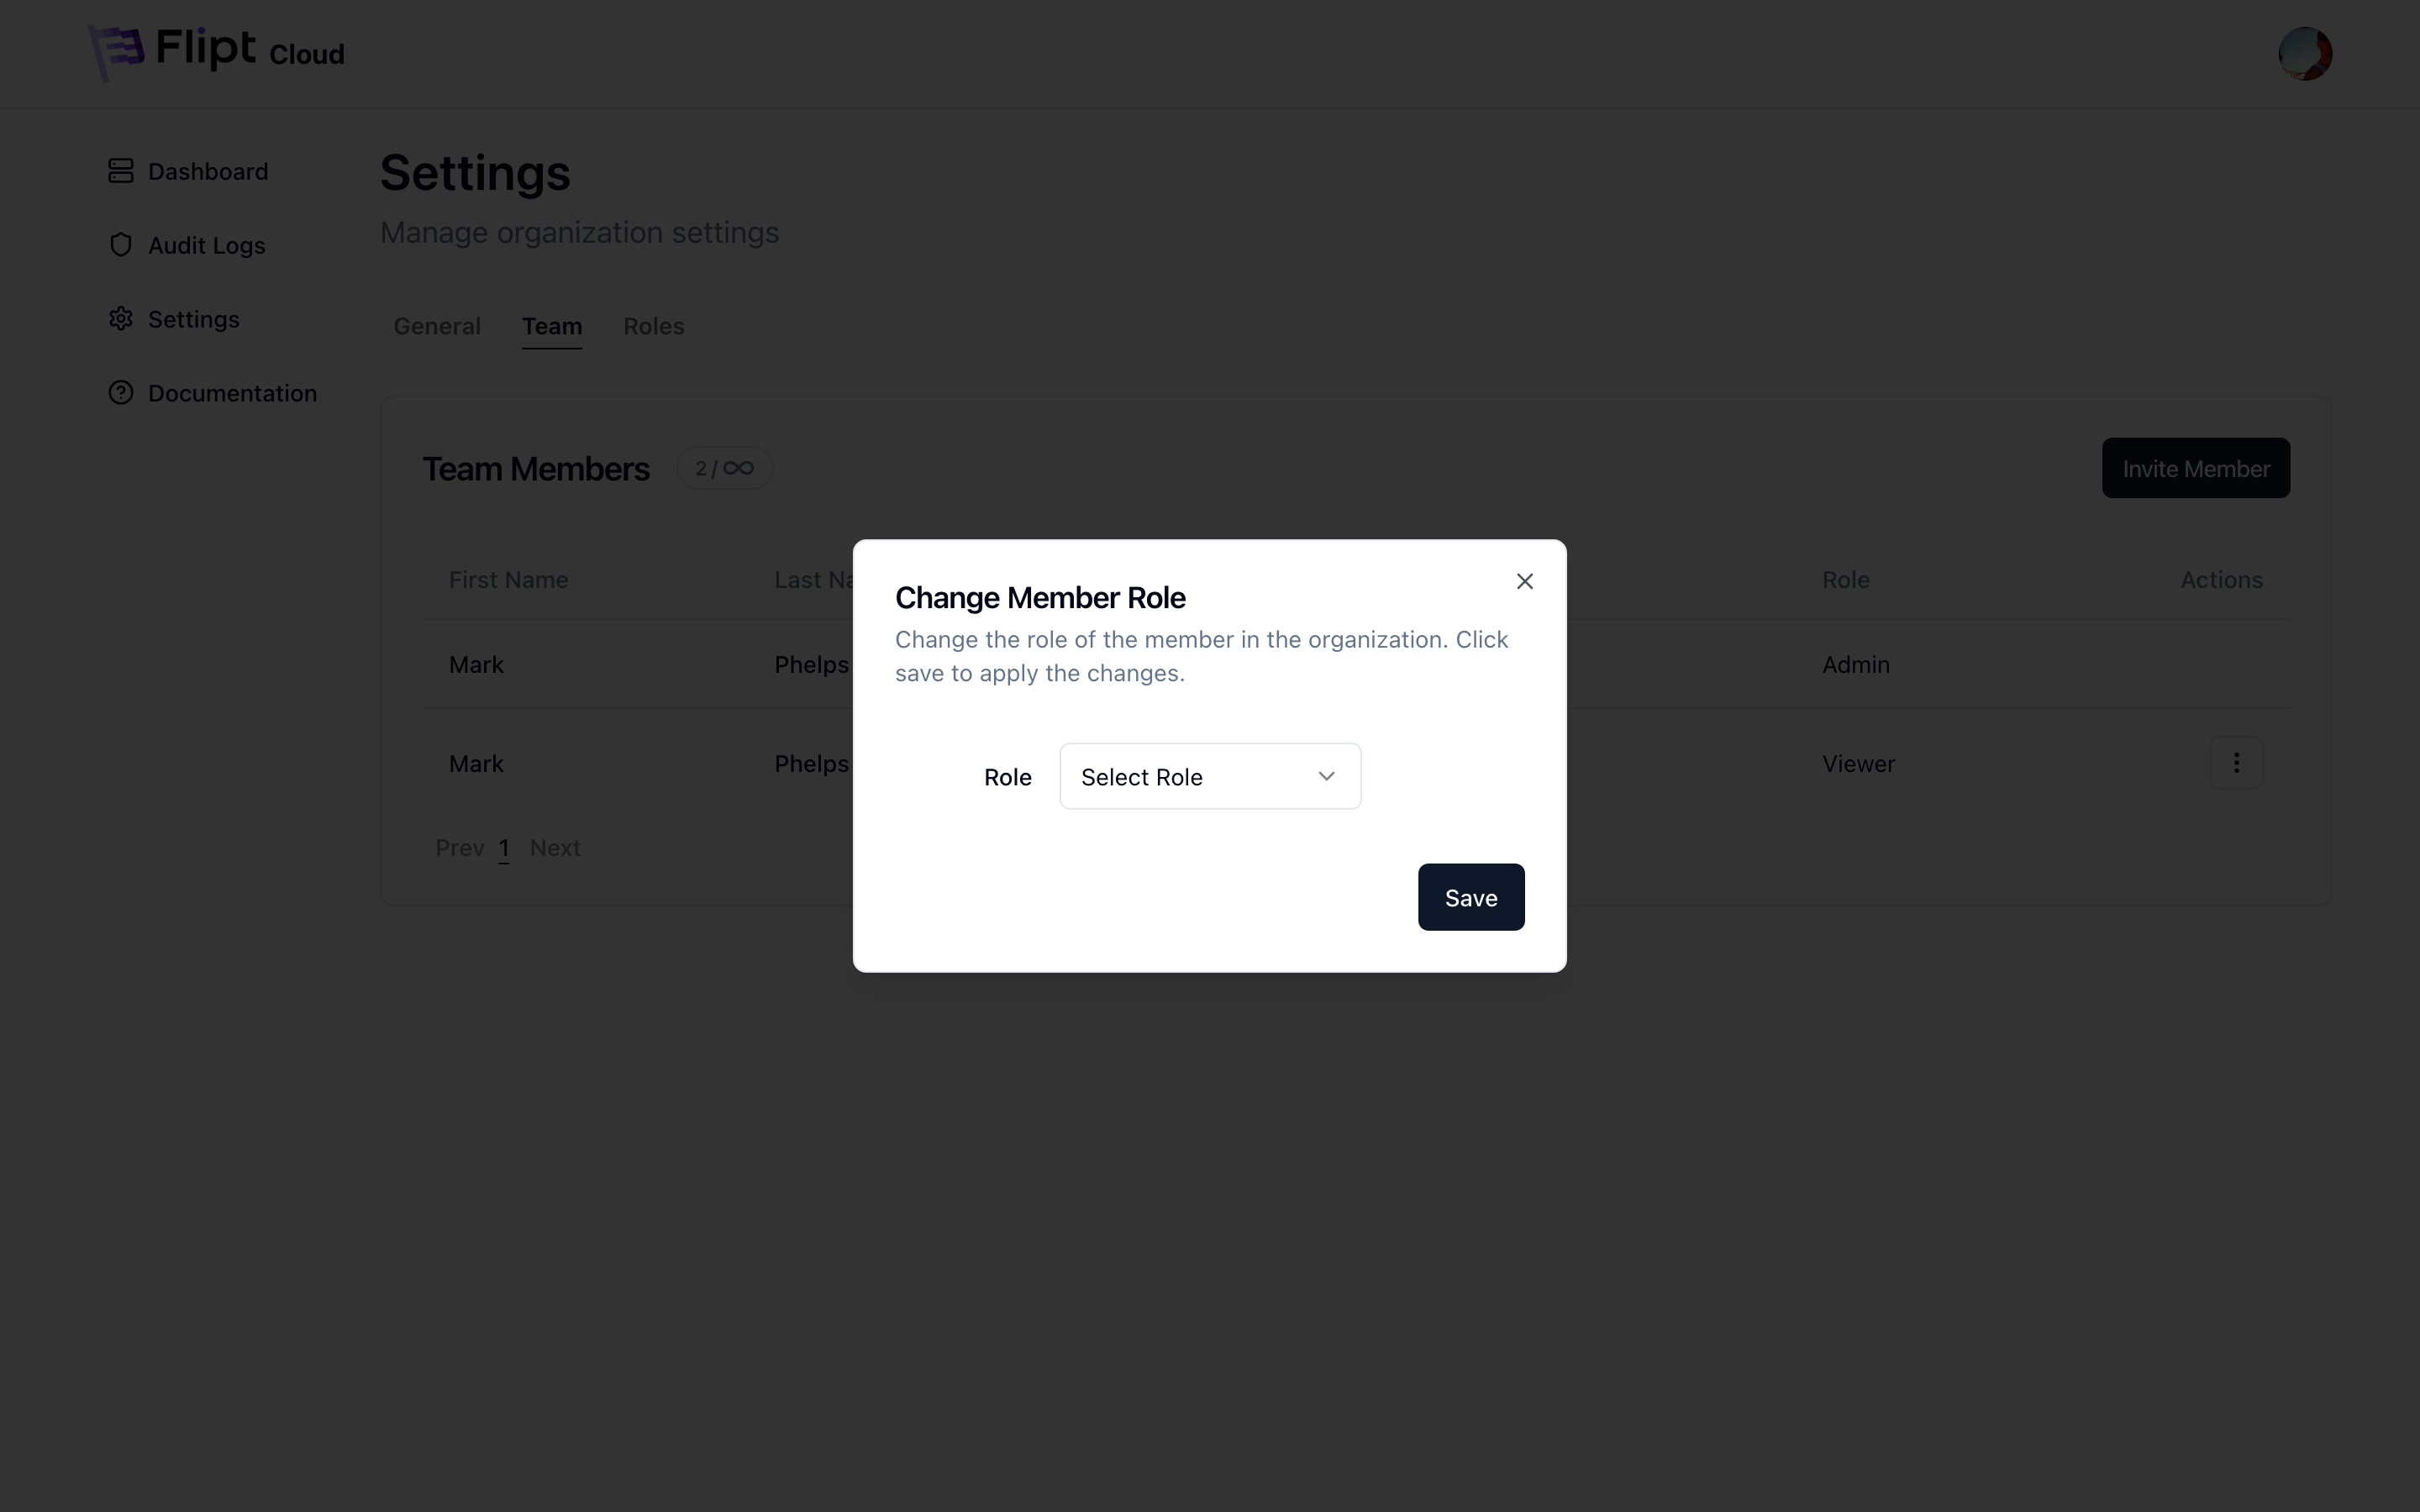 Flipt Cloud
Dashboard
Audit Logs
Settings
Documentation
Settings
Manage organization settings
General Team Roles
Team Members 2 / ∞ Invite Member
First Name Last Na Role Actions
Mark Phelps Admin
Mark Phelps Viewer
Prev 1 Next
Change Member Role
Change the role of the member in the organization. Click
save to apply the changes.
Role Select Role
Save